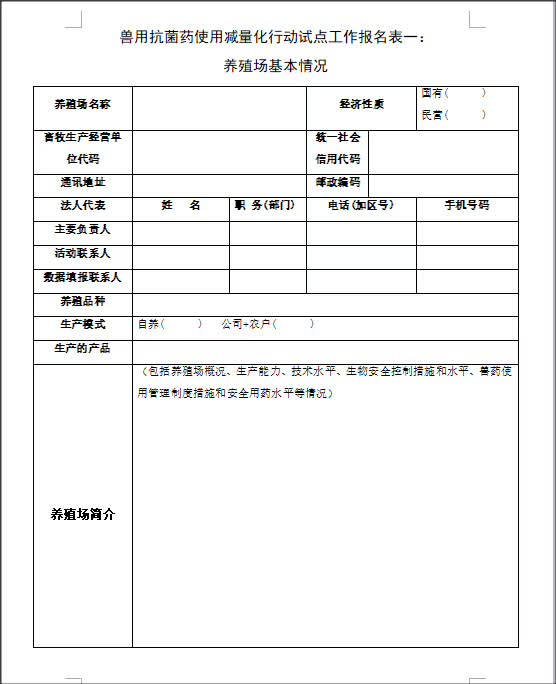 兽用抗菌药使用减量化行动试点工作报名表一：
养殖场基本情况
养殖场名称
经济性质
国有(　　)
民营(　　)
畜牧生产经营单
位代码
统一社会
信用代码
通讯地址
邮政编码
法人代表
姓　名
职 务(部门)
电话(加区号)
手机号码
主要负责人
活动联系人
数据填报联系人
养殖品种
生产模式
自养(　　)　公司+农户(　　)
生产的产品
养殖场简介
（包括养殖场概况、生产能力、技术水平、生物安全控制措施和水平、兽药使
用管理制度措施和安全用药水平等情况）